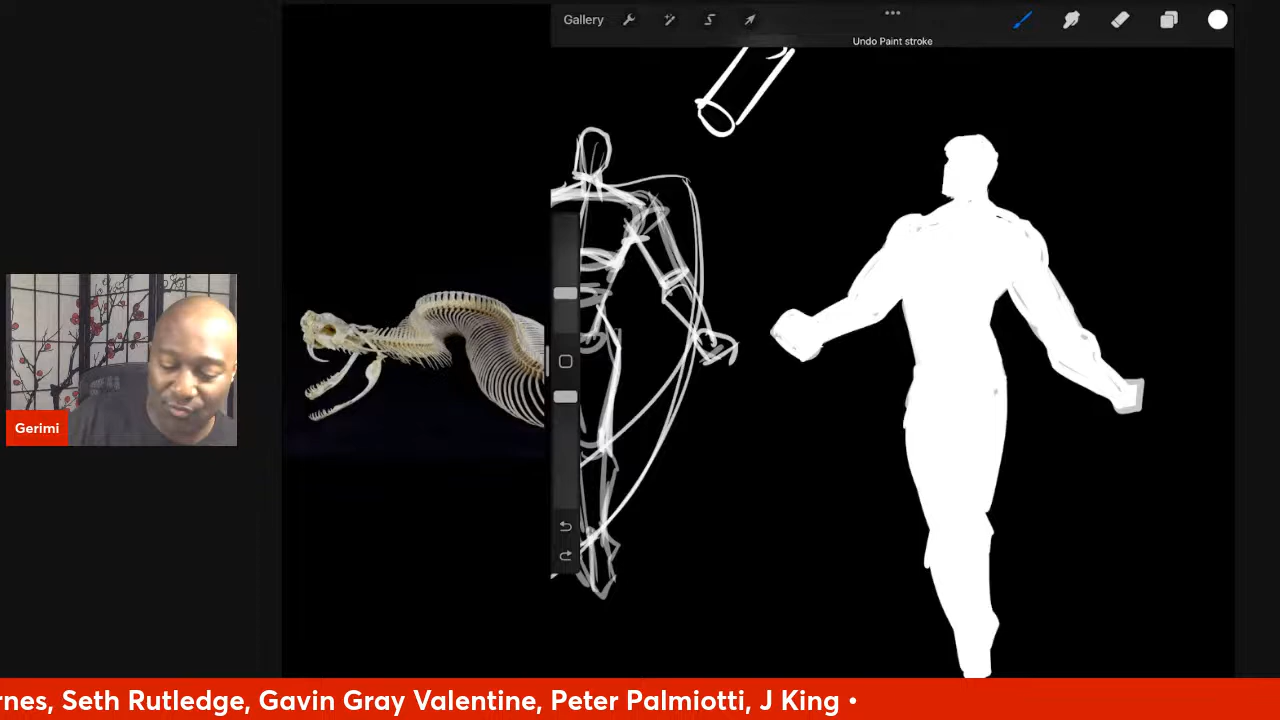 Gallery
Undo Paint stroke
Gerimi
rnes, Seth Rutledge, Gavin Gray Valentine, Peter Palmiotti, J King •